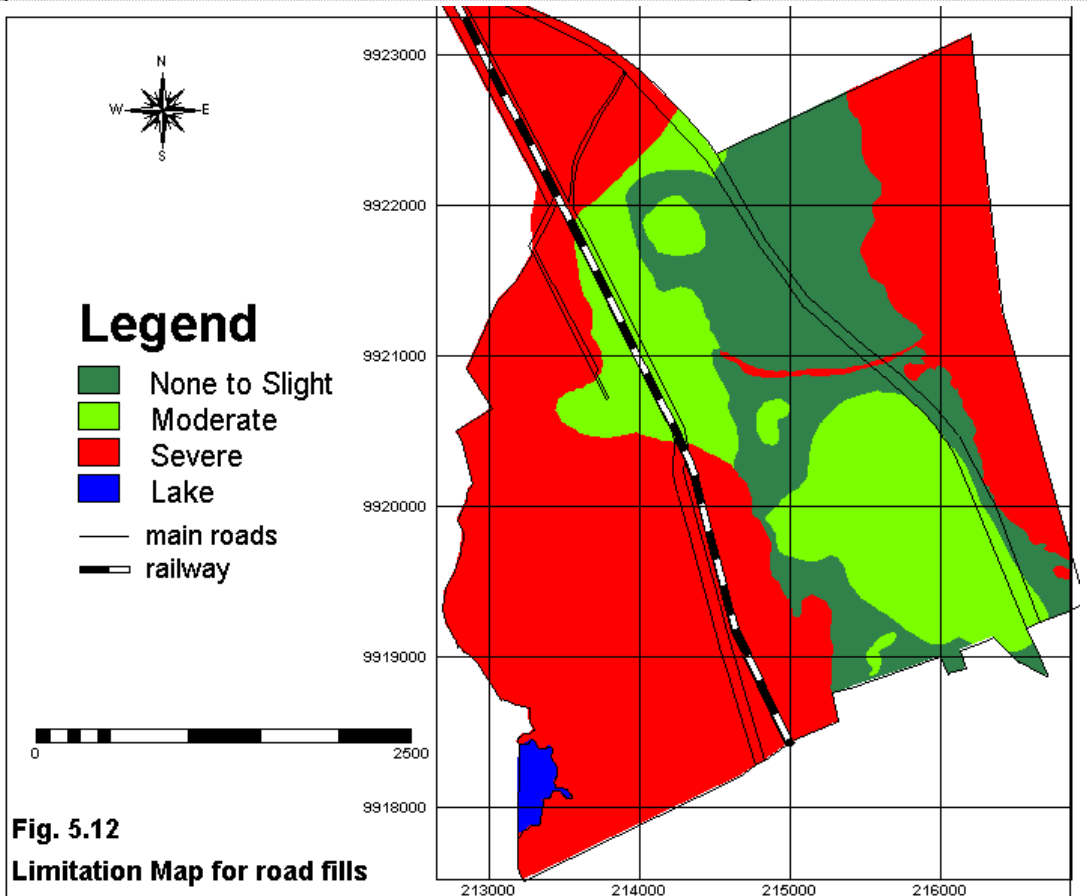 N
W E
S
Legend
None to Slight
Moderate
Severe
Lake
main roads
railway
0 2500
Fig. 5.12
Limitation Map for road fills
9923000
9922000
9921000
9920000
9919000
9918000
213000 214000 215000 216000